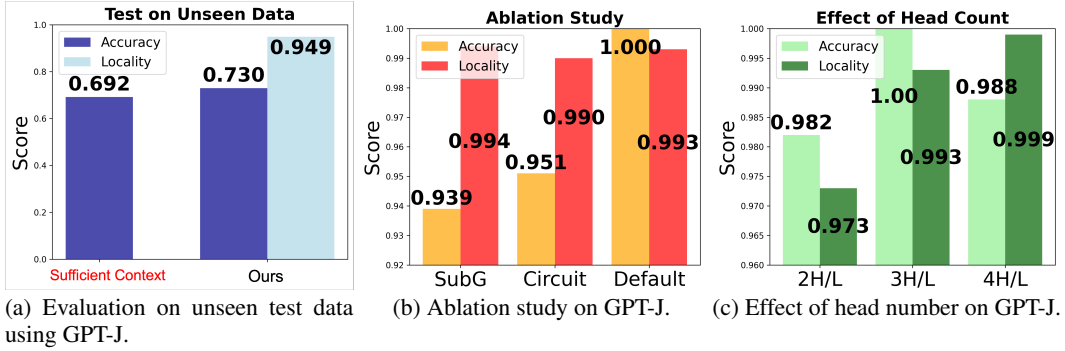 Test on Unseen Data
Accuracy
Locality
0.692
0.730
0.949
Score
1.0
0.8
0.6
0.4
0.2
0.0
Sufficient Context
Ours
(a) Evaluation on unseen test data
using GPT-J.
Ablation Study
Accuracy
Locality
0.939
0.994
0.951
0.990
1.000
0.993
Score
1.00
0.99
0.98
0.97
0.96
0.95
0.94
0.93
0.92
SubG
Circuit
Default
(b) Ablation study on GPT-J.
Effect of Head Count
Accuracy
Locality
0.982
0.973
1.00
0.993
0.988
0.999
Score
1.000
0.995
0.990
0.985
0.980
0.975
0.970
0.965
0.960
2H/L
3H/L
4H/L
(c) Effect of head number on GPT-J.